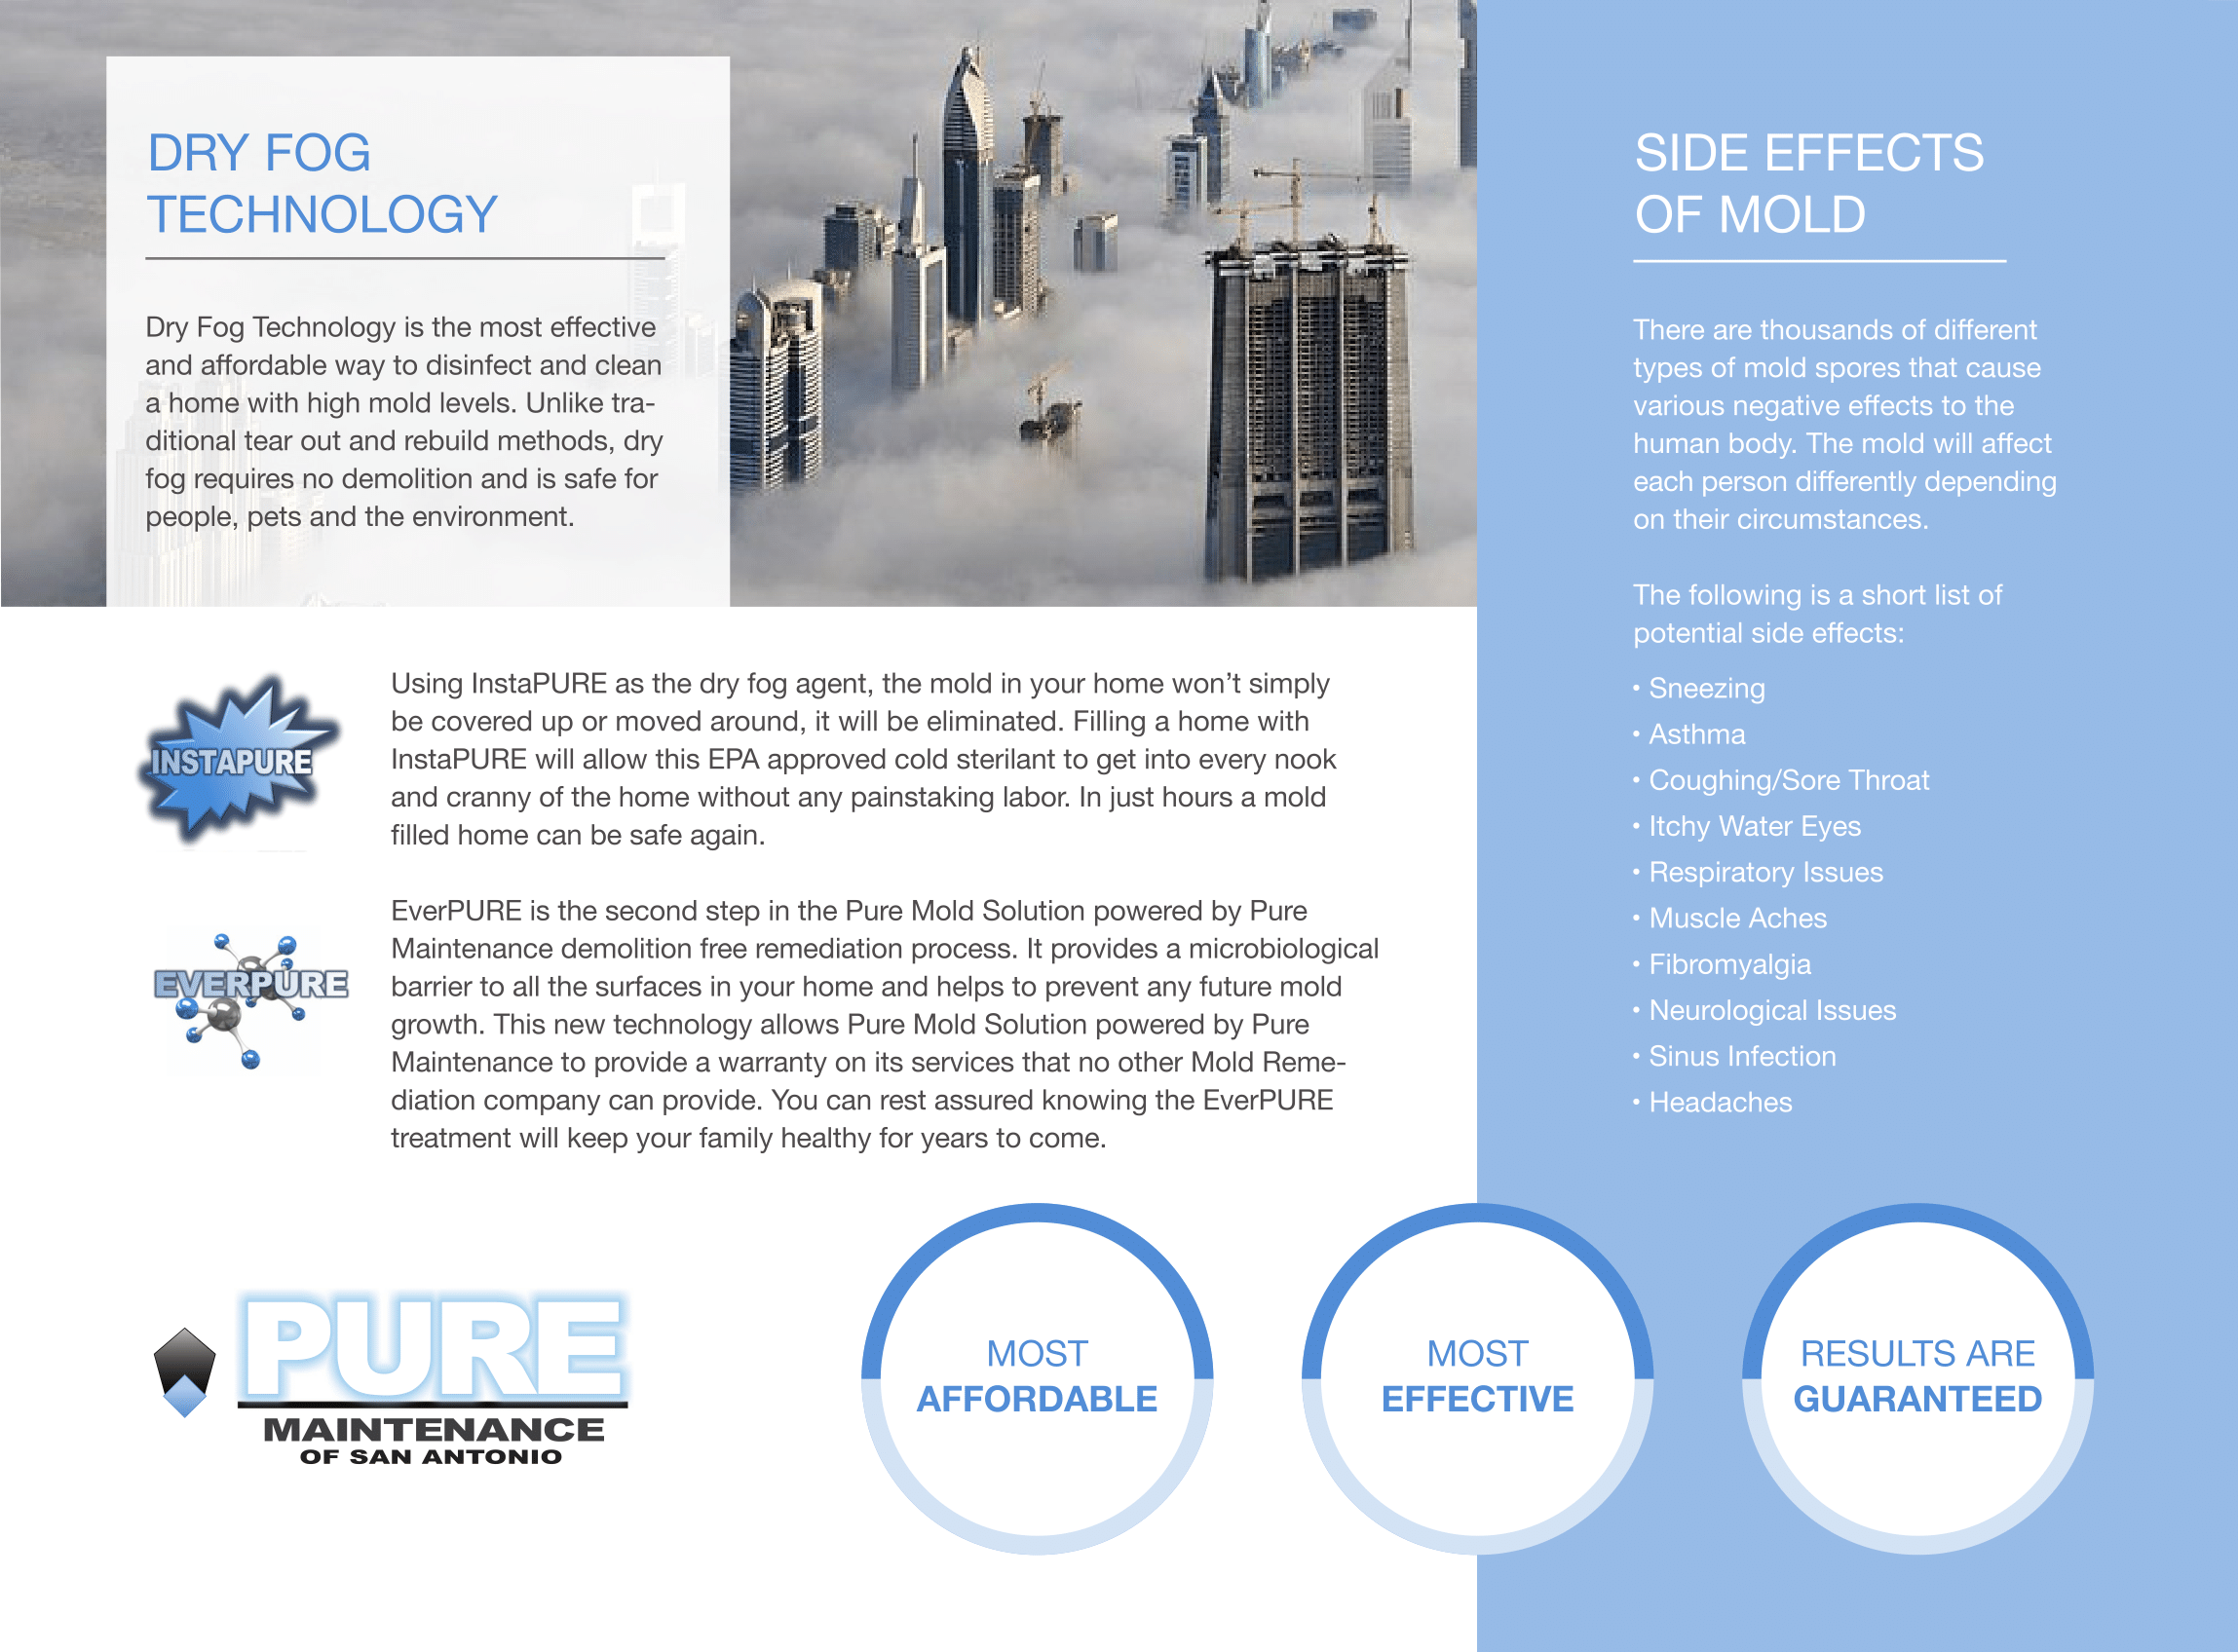 DRY FOG
TECHNOLOGY
Dry Fog Technology is the most effective
and affordable way to disinfect and clean
a home with high mold levels. Unlike tra-
ditional tear out and rebuild methods, dry
fog requires no demolition and is safe for
people, pets and the environment.
INSTAPURE
Using InstaPURE as the dry fog agent, the mold in your home won’t simply
be covered up or moved around, it will be eliminated. Filling a home with
InstaPURE will allow this EPA approved cold sterilant to get into every nook
and cranny of the home without any painstaking labor. In just hours a mold
filled home can be safe again.
EVERPURE
EverPURE is the second step in the Pure Mold Solution powered by Pure
Maintenance demolition free remediation process. It provides a microbiological
barrier to all the surfaces in your home and helps to prevent any future mold
growth. This new technology allows Pure Mold Solution powered by Pure
Maintenance to provide a warranty on its services that no other Mold Reme-
diation company can provide. You can rest assured knowing the EverPURE
treatment will keep your family healthy for years to come.
SIDE EFFECTS
OF MOLD
There are thousands of different
types of mold spores that cause
various negative effects to the
human body. The mold will affect
each person differently depending
on their circumstances.
The following is a short list of
potential side effects:
• Sneezing
• Asthma
• Coughing/Sore Throat
• Itchy Water Eyes
• Respiratory Issues
• Muscle Aches
• Fibromyalgia
• Neurological Issues
• Sinus Infection
• Headaches
PURE
MAINTENANCE
OF SAN ANTONIO
MOST
AFFORDABLE
MOST
EFFECTIVE
RESULTS ARE
GUARANTEED